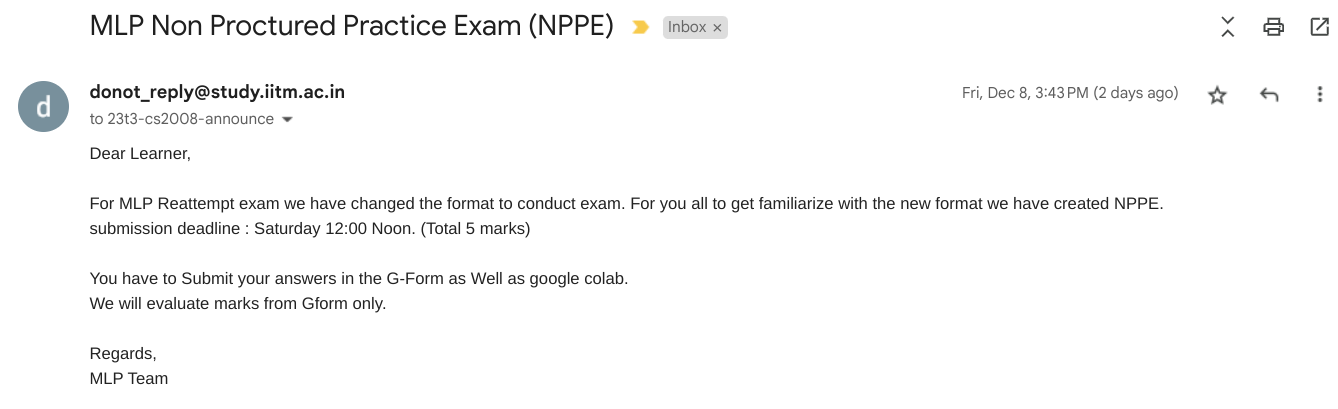 MLP Non Proctured Practice Exam (NPPE) Inbox ×
d
donot_reply@study.iitm.ac.in Fri, Dec 8, 3:43 PM (2 days ago)
to 23t3-cs2008-announce
Dear Learner,
For MLP Reattempt exam we have changed the format to conduct exam. For you all to get familiarize with the new format we have created NPPE.
submission deadline : Saturday 12:00 Noon. (Total 5 marks)
You have to Submit your answers in the G-Form as Well as google colab.
We will evaluate marks from Gform only.
Regards,
MLP Team